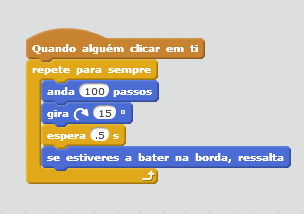 Quando alguém clicar em ti
repete para sempre
anda 100 passos
gira 15 º
espera .5 s
se estiveres a bater na borda, ressalta